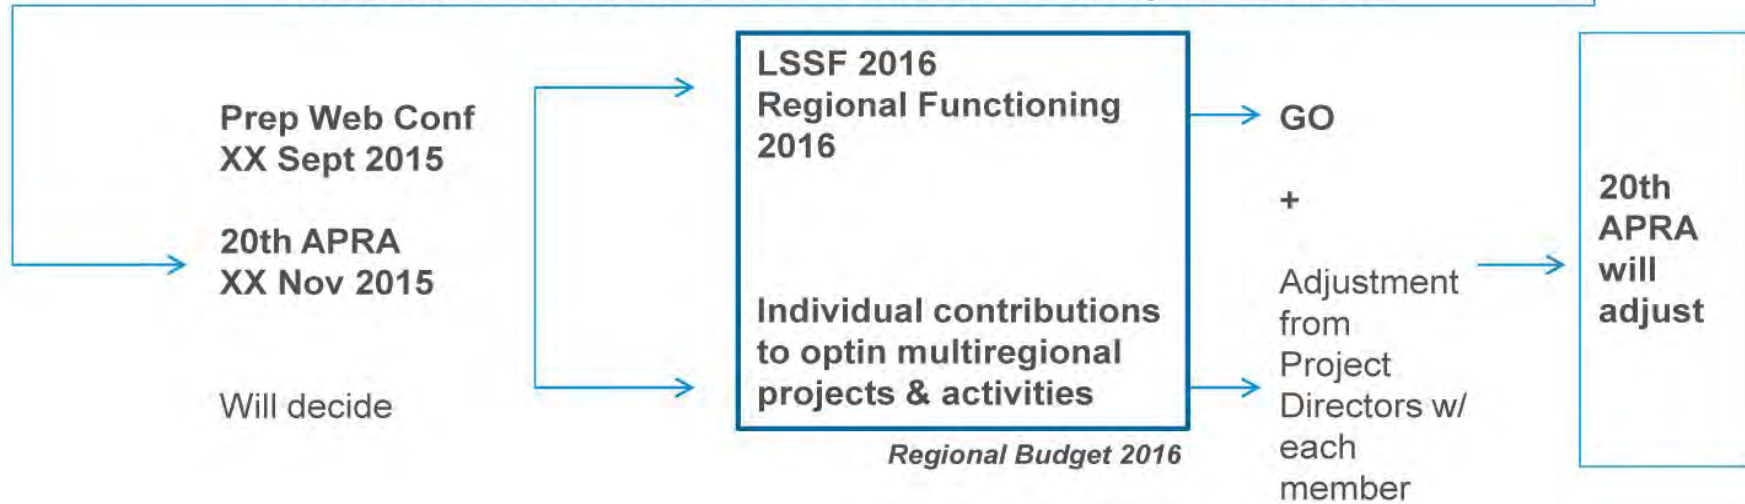 Prep Web Conf
XX Sept 2015
20th APRA
XX Nov 2015
Will decide
LSSF 2016
Regional Functioning
2016
Individual contributions
to optin multiregional
projects & activities
Regional Budget 2016
GO
+
Adjustment
from
Project
Directors w/
each
member
20th
APRA
will
adjust